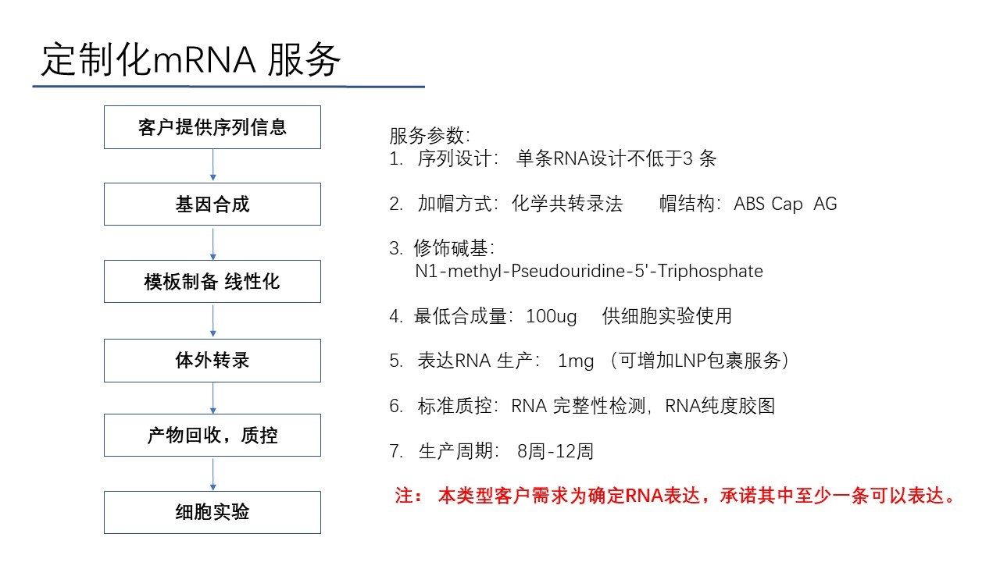 定制化mRNA 服务
客户提供序列信息
基因合成
模板制备 线性化
体外转录
产物回收，质控
细胞实验
服务参数：
1. 序列设计： 单条RNA设计不低于3 条
2. 加帽方式：化学共转录法 帽结构：ABS Cap AG
3. 修饰碱基：
N1-methyl-Pseudouridine-5'-Triphosphate
4. 最低合成量：100ug 供细胞实验使用
5. 表达RNA 生产： 1mg （可增加LNP包裹服务）
6. 标准质控：RNA 完整性检测，RNA纯度胶图
7. 生产周期： 8周-12周
注： 本类型客户需求为确定RNA表达，承诺其中至少一条可以表达。